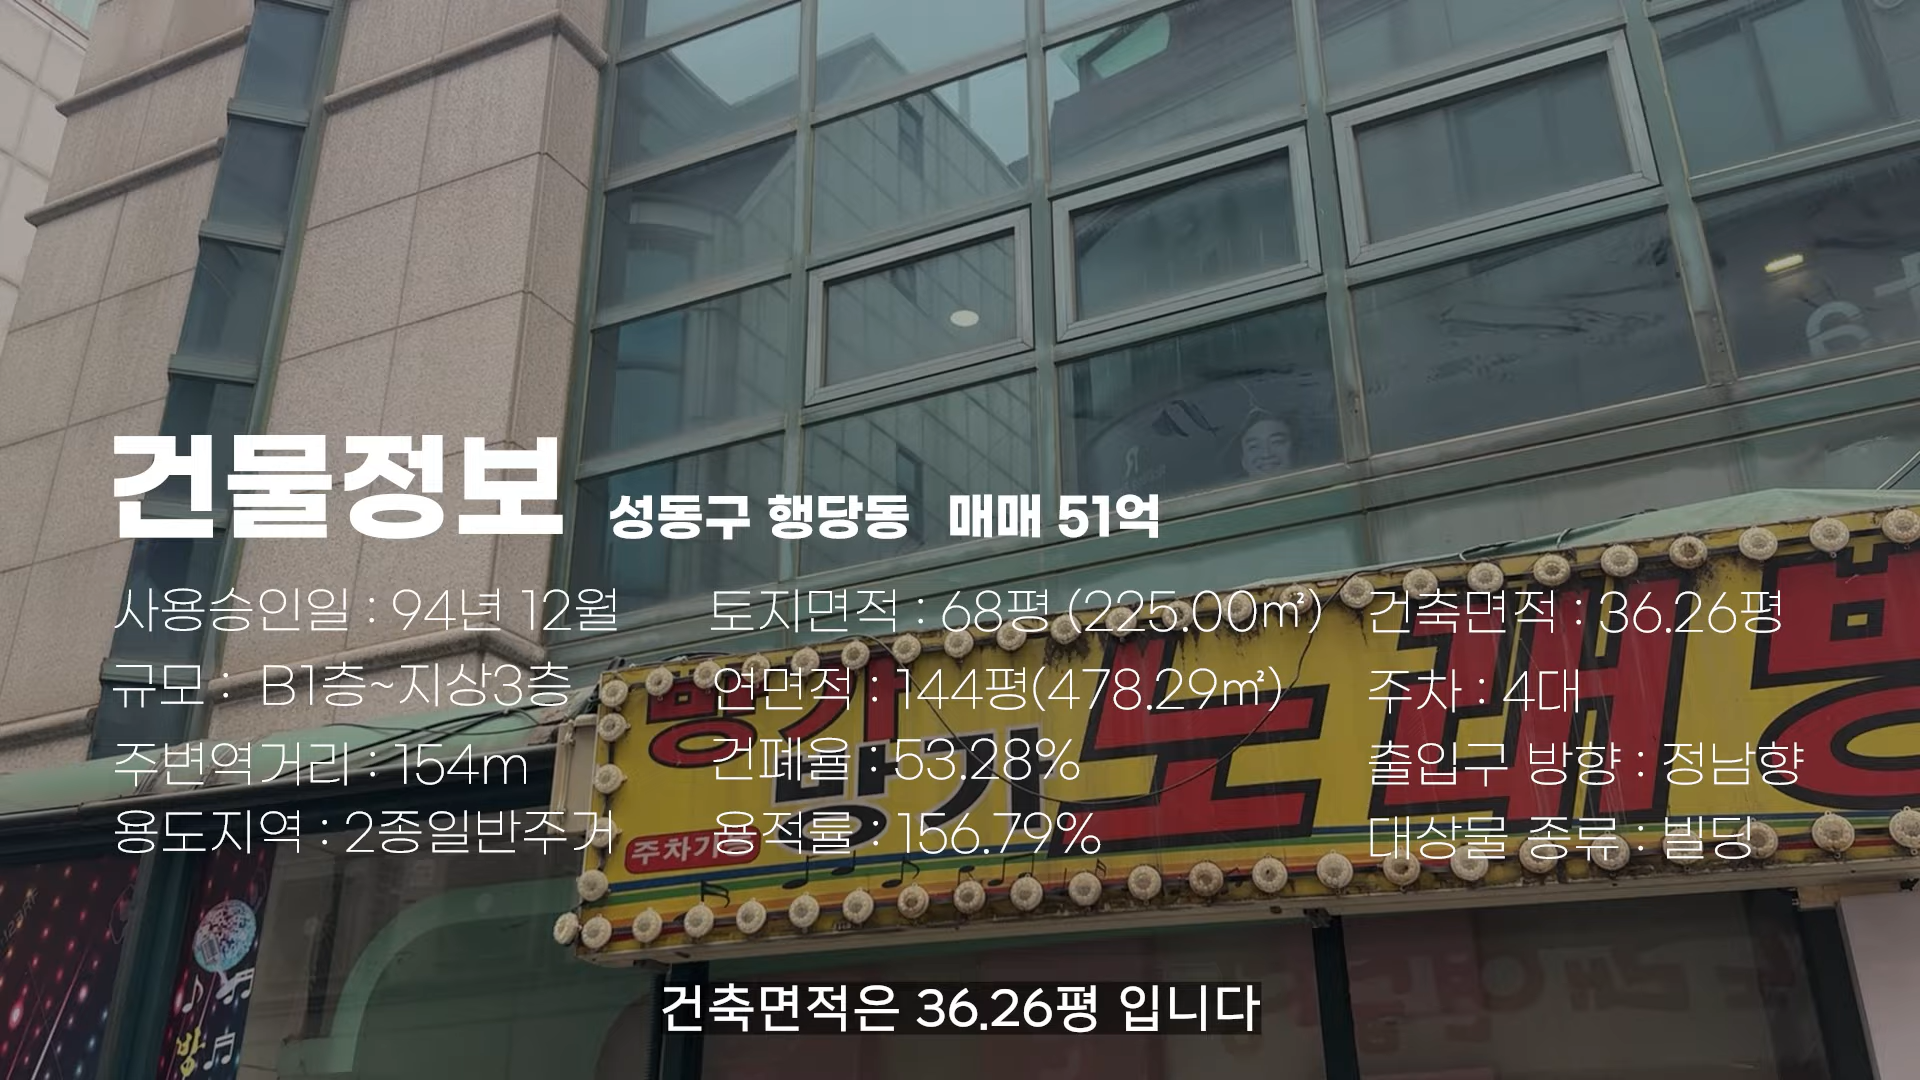 건물정보 성동구 행당동 매매 51억
사용승인일 : 94년 12월
규모 : B1층~지상3층
주변역거리 : 154m
용도지역 : 2종일반주거
토지면적 : 68평 (225.00㎡)
연면적 : 144평(478.29㎡)
건폐율 : 53.28%
용적률 : 156.79%
건축면적 : 36.26평
주차 : 4대
출입구 방향 : 정남향
대상물 종류 : 빌딩
방가
방가
노래방
주차가능
방
건축면적은 36.26평 입니다